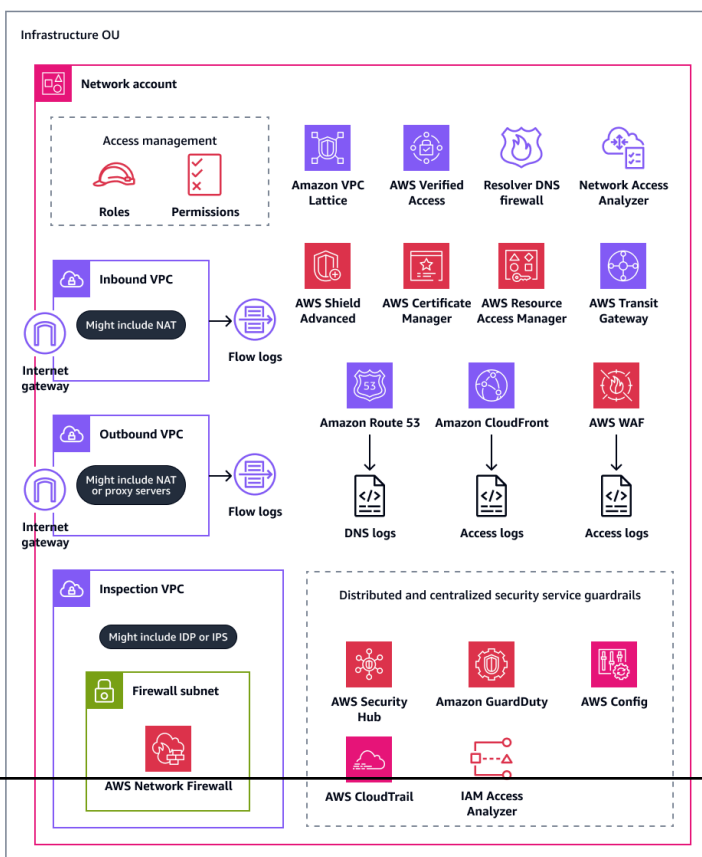 Infrastructure OU
Network account
Access management
Roles
Permissions
Amazon VPC
Lattice
AWS Verified
Access
Resolver DNS
firewall
Network Access
Analyzer
AWS Shield
Advanced
AWS Certificate
Manager
AWS Resource
Access Manager
AWS Transit
Gateway
Inbound VPC
Might include NAT
Internet
gateway
Flow logs
53
Amazon Route 53
Amazon CloudFront
AWS WAF
Outbound VPC
Might include NAT
or proxy servers
Internet
gateway
Flow logs
DNS logs
Access logs
Access logs
Inspection VPC
Might include IDP or IPS
Firewall subnet
AWS Network Firewall
Distributed and centralized security service guardrails
AWS Security
Hub
Amazon GuardDuty
AWS Config
AWS CloudTrail
IAM Access
Analyzer